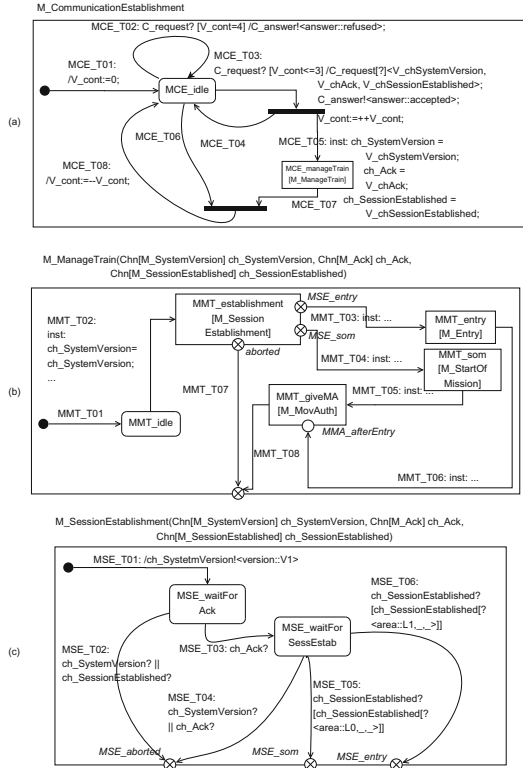 M_CommunicationEstablishment
MCE_T02: C_request? [V_cont=4] /C_answer!<answer::refused>;
MCE_T01:
/V_cont:=0;
MCE_T03:
C_request? [V_cont<=3] /C_request[?]<V_chSystemVersion,
V_chAck, V_chSessionEstablished>;
C_answer!<answer::accepted>;
V_cont:=++V_cont;
MCE_idle
(a)
MCE_T06
MCE_T04
MCE_T08:
/V_cont:=--V_cont;
MCE_T05: inst: ch_SystemVersion =
V_chSystemVersion;
ch_Ack =
V_chAck;
ch_SessionEstablished =
V_chSessionEstablished;
MCE_manageTrain
[M_ManageTrain]
MCE_T07
M_ManageTrain(Chn[M_SystemVersion] ch_SystemVersion, Chn[M_Ack] ch_Ack,
Chn[M_SessionEstablished] ch_SessionEstablished)
MMT_T02:
inst:
ch_SystemVersion=
ch_SystemVersion;
...
MMT_establishment
[M_Session
Establishment]
MSE_entry
MMT_T03: inst: ...
MSE_som
MMT_entry
[M_Entry]
aborted
MMT_T04: inst: ...
MMT_som
[M_StartOf
Mission]
(b)
MMT_T07
MMT_giveMA
[M_MovAuth]
MMT_T05: inst: ...
MMT_T01
MMT_idle
MMA_afterEntry
MMT_T08
MMT_T06: inst: ...
M_SessionEstablishment(Chn[M_SystemVersion] ch_SystemVersion, Chn[M_Ack] ch_Ack,
Chn[M_SessionEstablished] ch_SessionEstablished)
MSE_T01: /ch_SystetmVersion!<version::V1>
MSE_T06:
ch_SessionEstablished?
[ch_SessionEstablished[?
<area::L1,_,_>]]
MSE_waitFor
Ack
MSE_waitFor
SessEstab
MSE_T02:
ch_SystemVersion? ||
ch_SessionEstablished?
MSE_T03: ch_Ack?
(c)
MSE_T04:
ch_SystemVersion?
|| ch_Ack?
MSE_T05:
ch_SessionEstablished?
[ch_SessionEstablished[?
<area::L0,_,_>]]
MSE_aborted
MSE_som
MSE_entry